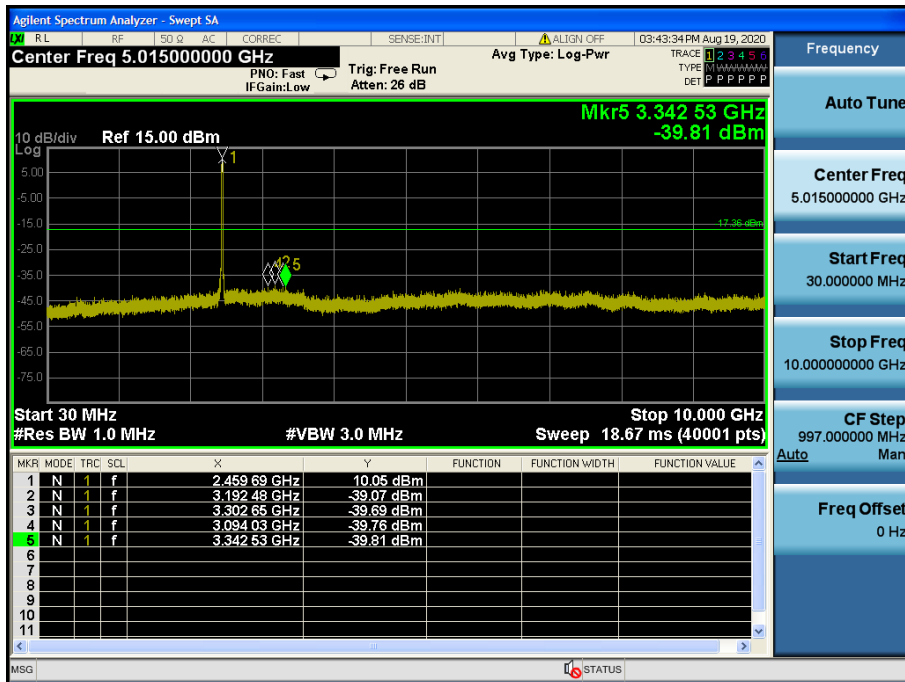 Agilent Spectrum Analyzer - Swept SA
LXI RL RF 50 Ω AC CORREC SENSE:INT ALIGN OFF 03:43:34 PM Aug 19, 2020
Center Freq 5.015000000 GHz
PNO: Fast
IFGain:Low
Trig: Free Run
Atten: 26 dB
Avg Type: Log-Pwr
TRACE 1 2 3 4 5 6
TYPE M WWWWW
DET P P P P P P
Mkr5 3.342 53 GHz
-39.81 dBm
10 dB/div Ref 15.00 dBm
Log
1
5.00
-5.00
-15.0
-17.36 dBm
-25.0
5
-35.0
-45.0
-55.0
-65.0
-75.0
Start 30 MHz Stop 10.000 GHz
#Res BW 1.0 MHz #VBW 3.0 MHz Sweep 18.67 ms (40001 pts)
MKR MODE TRC SCL X Y FUNCTION FUNCTION WIDTH FUNCTION VALUE
1 N 1 f 2.459 69 GHz 10.05 dBm
2 N 1 f 3.192 48 GHz -39.07 dBm
3 N 1 f 3.302 65 GHz -39.69 dBm
4 N 1 f 3.094 03 GHz -39.76 dBm
5 N 1 f 3.342 53 GHz -39.81 dBm
6
7
8
9
10
11
MSG STATUS
Frequency
Auto Tune
Center Freq
5.015000000 GHz
Start Freq
30.000000 MHz
Stop Freq
10.000000000 GHz
CF Step
997.000000 MHz
Auto Man
Freq Offset
0 Hz